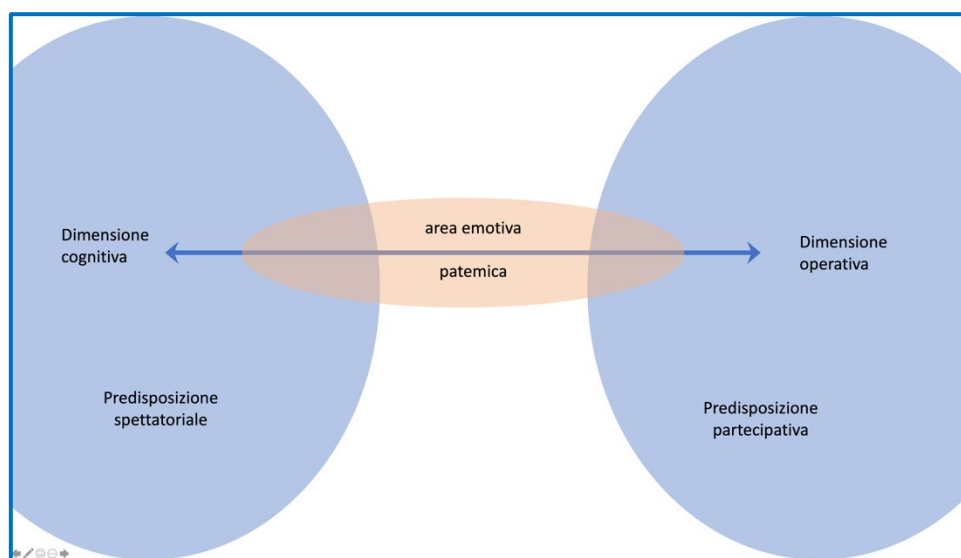 area emotiva
patemica
Dimensione
cognitiva
Dimensione
operativa
Predisposizione
spettatoriale
Predisposizione
partecipativa